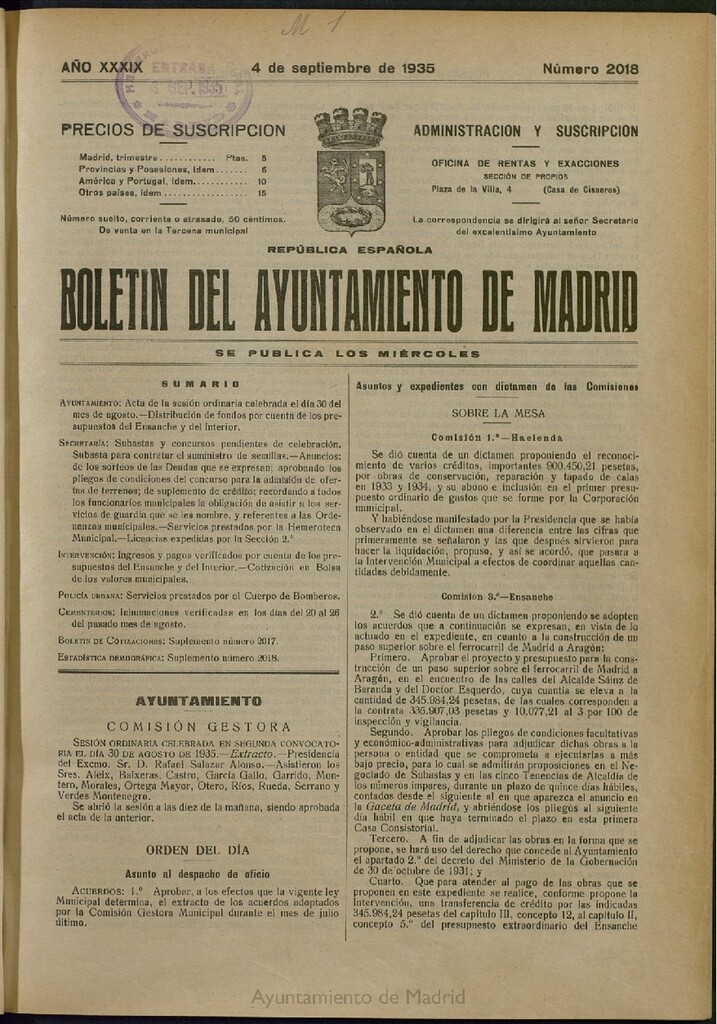 M 1
AÑO XXXIX
4 de septiembre de 1935
Número 2018
ENTRADA
SEP. 1935
PRECIOS DE SUSCRIPCION
Madrid, trimestre ............ Ptas. 5
Provincias y Posesiones, ídem ....... 6
América y Portugal, ídem ........... 10
Otros países, ídem ................. 15
Número suelto, corriente o atrasado, 50 céntimos.
De venta en la Tercena municipal
ADMINISTRACION Y SUSCRIPCION
OFICINA DE RENTAS Y EXACCIONES
SECCIÓN DE PROPIOS
Plaza de la Villa, 4 (Casa de Cisneros)
La correspondencia se dirigirá al señor Secretario
del excelentísimo Ayuntamiento
REPÚBLICA ESPAÑOLA
BOLETIN DEL AYUNTAMIENTO DE MADRID
SE PUBLICA LOS MIÉRCOLES
SUMARIO
AYUNTAMIENTO: Acta de la sesión ordinaria celebrada el día 30 del
mes de agosto.—Distribución de fondos por cuenta de los pre-
supuestos del Ensanche y del Interior.
SECRETARÍA: Subastas y concursos pendientes de celebración.
Subasta para contratar el suministro de semillas.—Anuncios:
de los sorteos de las Deudas que se expresan; aprobando los
pliegos de condiciones del concurso para la admisión de ofer-
tas de terrenos; de suplemento de crédito; recordando a todos
los funcionarios municipales la obligación de asistir a los ser-
vicios de guardia que se lea nombre, y referentes a las Orde-
nanzas municipales.—Servicios prestados por la Hemeroteca
Municipal.—Licencias expedidas por la Sección 2.ª
INTERVENCIÓN: Ingresos y pagos verificados por cuenta de los pre-
supuestos del Ensanche y del Interior.—Cotización en Bolsa
de los valores municipales.
POLICÍA URBANA: Servicios prestados por el Cuerpo de Bomberos.
CEMENTERIOS: Inhumaciones verificadas en los días del 20 al 26
del pasado mes de agosto.
BOLETIN DE COTIZACIONES: Suplemento número 2017.
ESTADÍSTICA DEMOGRÁFICA: Suplemento número 2018.
AYUNTAMIENTO
COMISIÓN GESTORA
SESIÓN ORDINARIA CELEBRADA EN SEGUNDA CONVOCATO-
RIA EL DÍA 30 DE AGOSTO DE 1935.—Extracto.—Presidencia
del Excmo. Sr. D. Rafael Salazar Alonso.—Asistieron los
Sres. Aleix, Baixeras, Castro, García Gallo, Garrido, Mon-
tero, Morales, Ortega Mayor, Otero, Ríos, Rueda, Serrano y
Verdes Montenegro.
Se abrió la sesión a las diez de la mañana, siendo aprobada
el acta de la anterior.
ORDEN DEL DÍA
Asunto al despacho de oficio
ACUERDOS: 1.º Aprobar, a los efectos que la vigente ley
Municipal determina, el extracto de los acuerdos adoptados
por la Comisión Gestora Municipal durante el mes de julio
último.
Asuntos y expedientes con dictamen de las Comisiones
SOBRE LA MESA
Comisión 1.ª—Hacienda
Se dió cuenta de un dictamen proponiendo el reconoci-
miento de varios créditos, importantes 900.450,21 pesetas,
por obras de conservación, reparación y tapado de calas
en 1933 y 1934, y su abono e inclusión en el primer presu-
puesto ordinario de gastos que se forme por la Corporación
municipal.
Y habiéndose manifestado por la Presidencia que se había
observado en el dictamen una diferencia entre las cifras que
primeramente se señalaron y las que después sirvieron para
hacer la liquidación, propuso, y así se acordó, que pasara a
la Intervención Municipal a efectos de coordinar aquellas can-
tidades debidamente.
Comisión 3.ª—Ensanche
2.º Se dió cuenta de un dictamen proponiendo se adopten
los acuerdos que a continuación se expresan, en vista de lo
actuado en el expediente, en cuanto a la construcción de un
paso superior sobre el ferrocarril de Madrid a Aragón:
Primero. Aprobar el proyecto y presupuesto para la cons-
trucción de un paso superior sobre el ferrocarril de Madrid a
Aragón, en el encuentro de las calles del Alcalde Sáinz de
Baranda y del Doctor Esquerdo, cuya cuantía se eleva a la
cantidad de 345.984,24 pesetas, de las cuales corresponden a
la contrata 335.907,03 pesetas y 10.077,21 al 3 por 100 de
inspección y vigilancia.
Segundo. Aprobar los pliegos de condiciones facultativas
y económico-administrativas para adjudicar dichas obras a la
persona o entidad que se comprometa a ejecutarlas a más
bajo precio, para lo cual se admitirán proposiciones en el Ne-
gociado de Subastas y en las cinco Tenencias de Alcaldía de
los números impares, durante un plazo de quince días hábiles,
contados desde el siguiente al en que aparezca el anuncio en
la Gaceta de Madrid, y abriéndose los pliegos al siguiente
día hábil en que haya terminado el plazo en esta primera
Casa Consistorial.
Tercero. A fin de adjudicar las obras en la forma que se
propone, se hará uso del derecho que concede al Ayuntamiento
el apartado 2.º del decreto del Ministerio de la Gobernación
de 30 de octubre de 1931; y
Cuarto. Que para atender al pago de las obras que se
proponen en este expediente se realice, conforme propone la
Intervención, una transferencia de crédito por las indicadas
345.984,24 pesetas del capítulo III, concepto 12, al capítulo II,
concepto 5.º del presupuesto extraordinario del Ensanche
Ayuntamiento de Madrid